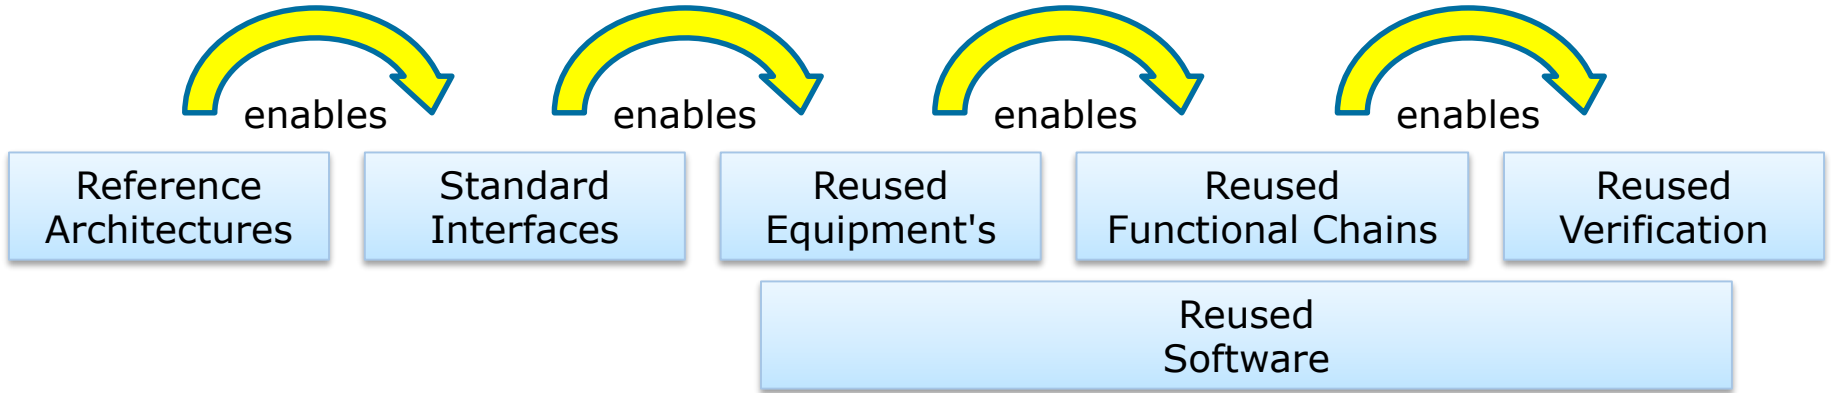 enables
enables
enables
enables
Reference
Architectures
Standard
Interfaces
Reused
Equipment's
Reused
Functional Chains
Reused
Verification
Reused
Software